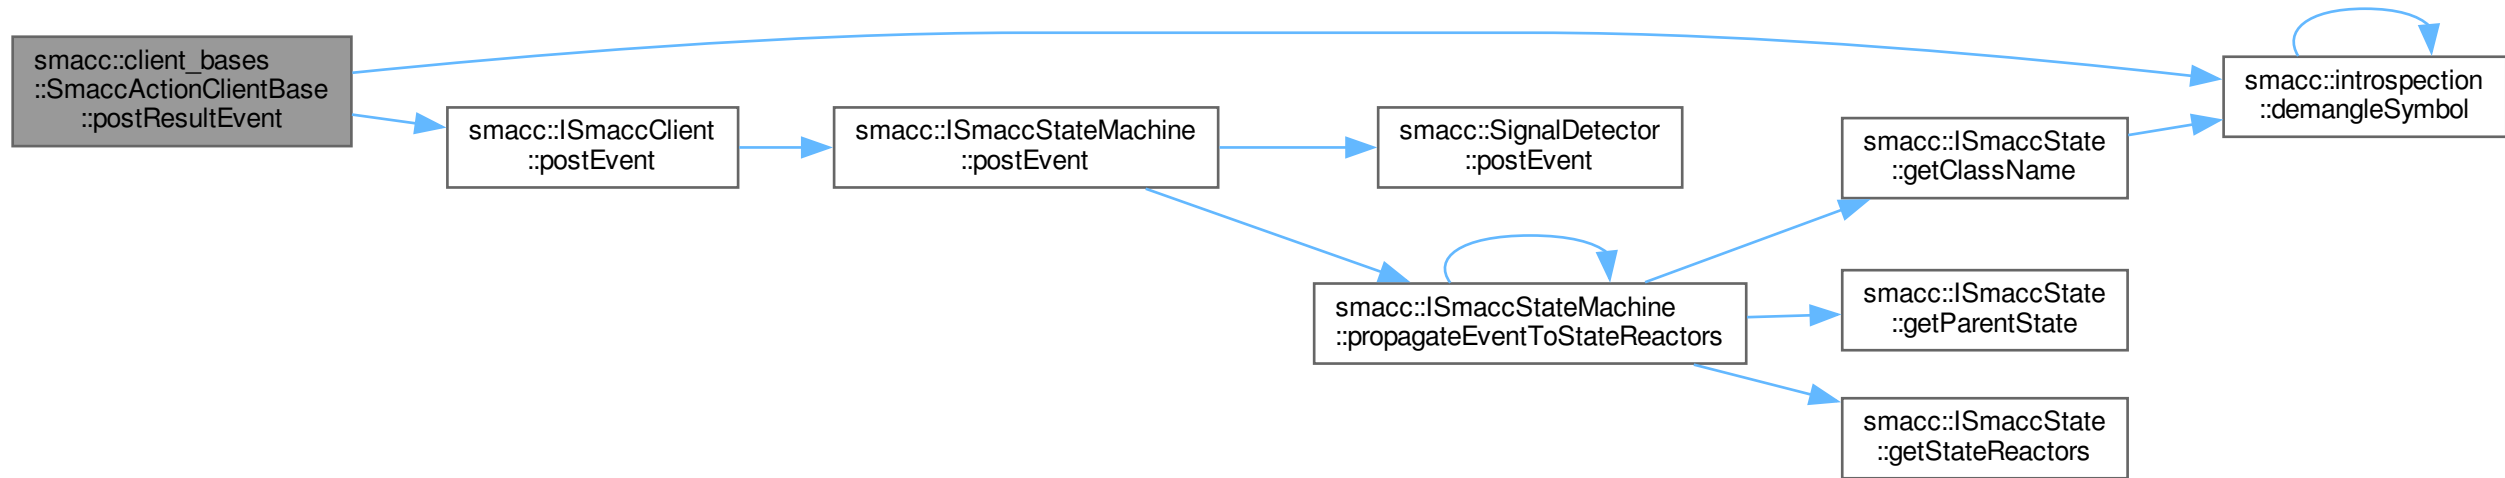 smacc::client_bases
::SmaccActionClientBase
::postResultEvent
smacc::ISmaccClient
::postEvent
smacc::ISmaccStateMachine
::postEvent
smacc::SignalDetector
::postEvent
smacc::ISmaccStateMachine
::propagateEventToStateReactors
smacc::ISmaccState
::getClassName
smacc::ISmaccState
::getParentState
smacc::ISmaccState
::getStateReactors
smacc::introspection
::demangleSymbol